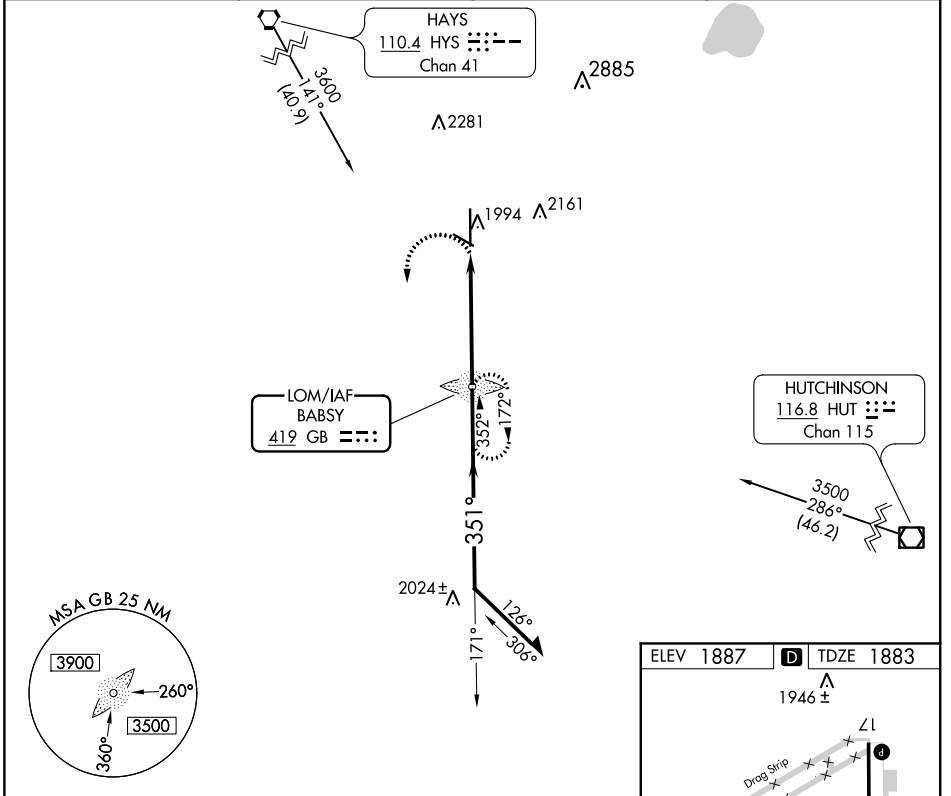 HAYS
110.4 HYS
Chan 41
3600
141°
(40.9)
2885
2281
1994
2161
LOM/IAF
BABSY
419 GB
352°
172°
HUTCHINSON
116.8 HUT
Chan 115
3500
286°
(46.2)
351°
2024±
126°
306°
171°
MSA GB 25 NM
3900
260°
3500
360°
ELEV 1887 D TDZE 1883
1946±
17
P
Drag Strip